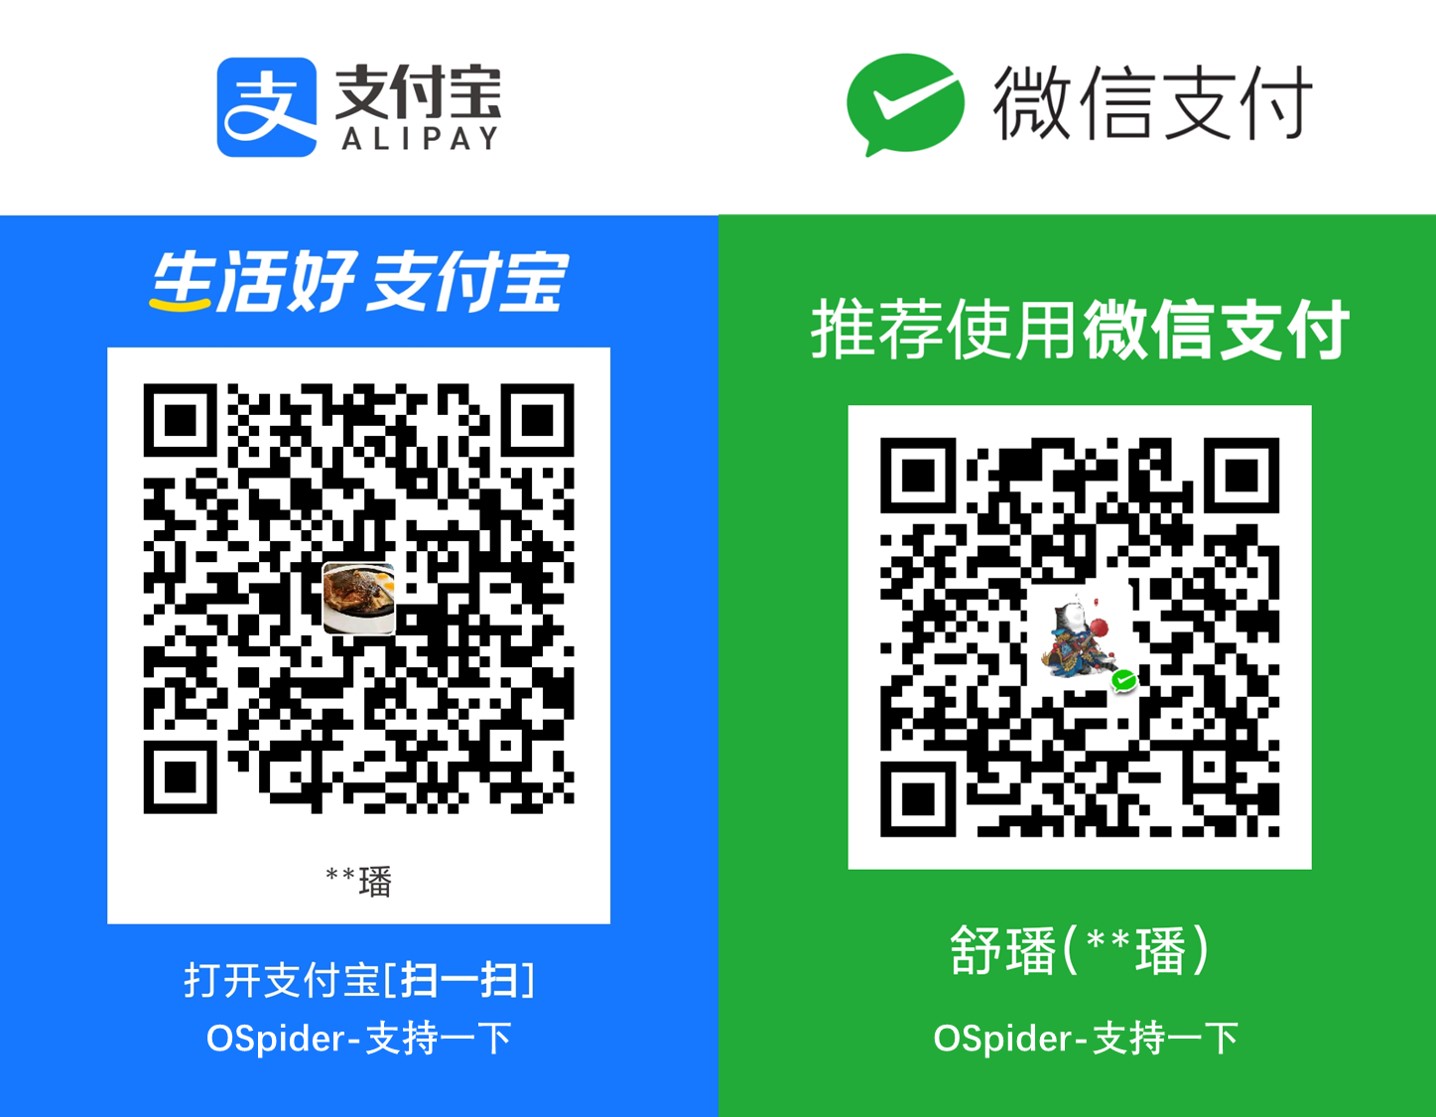 支
支付宝
ALIPAY
生活好 支付宝
**璠
打开支付宝[扫一扫]
OSpider-支持一下
微信支付
推荐使用微信支付
舒璠(**璠)
OSpider-支持一下